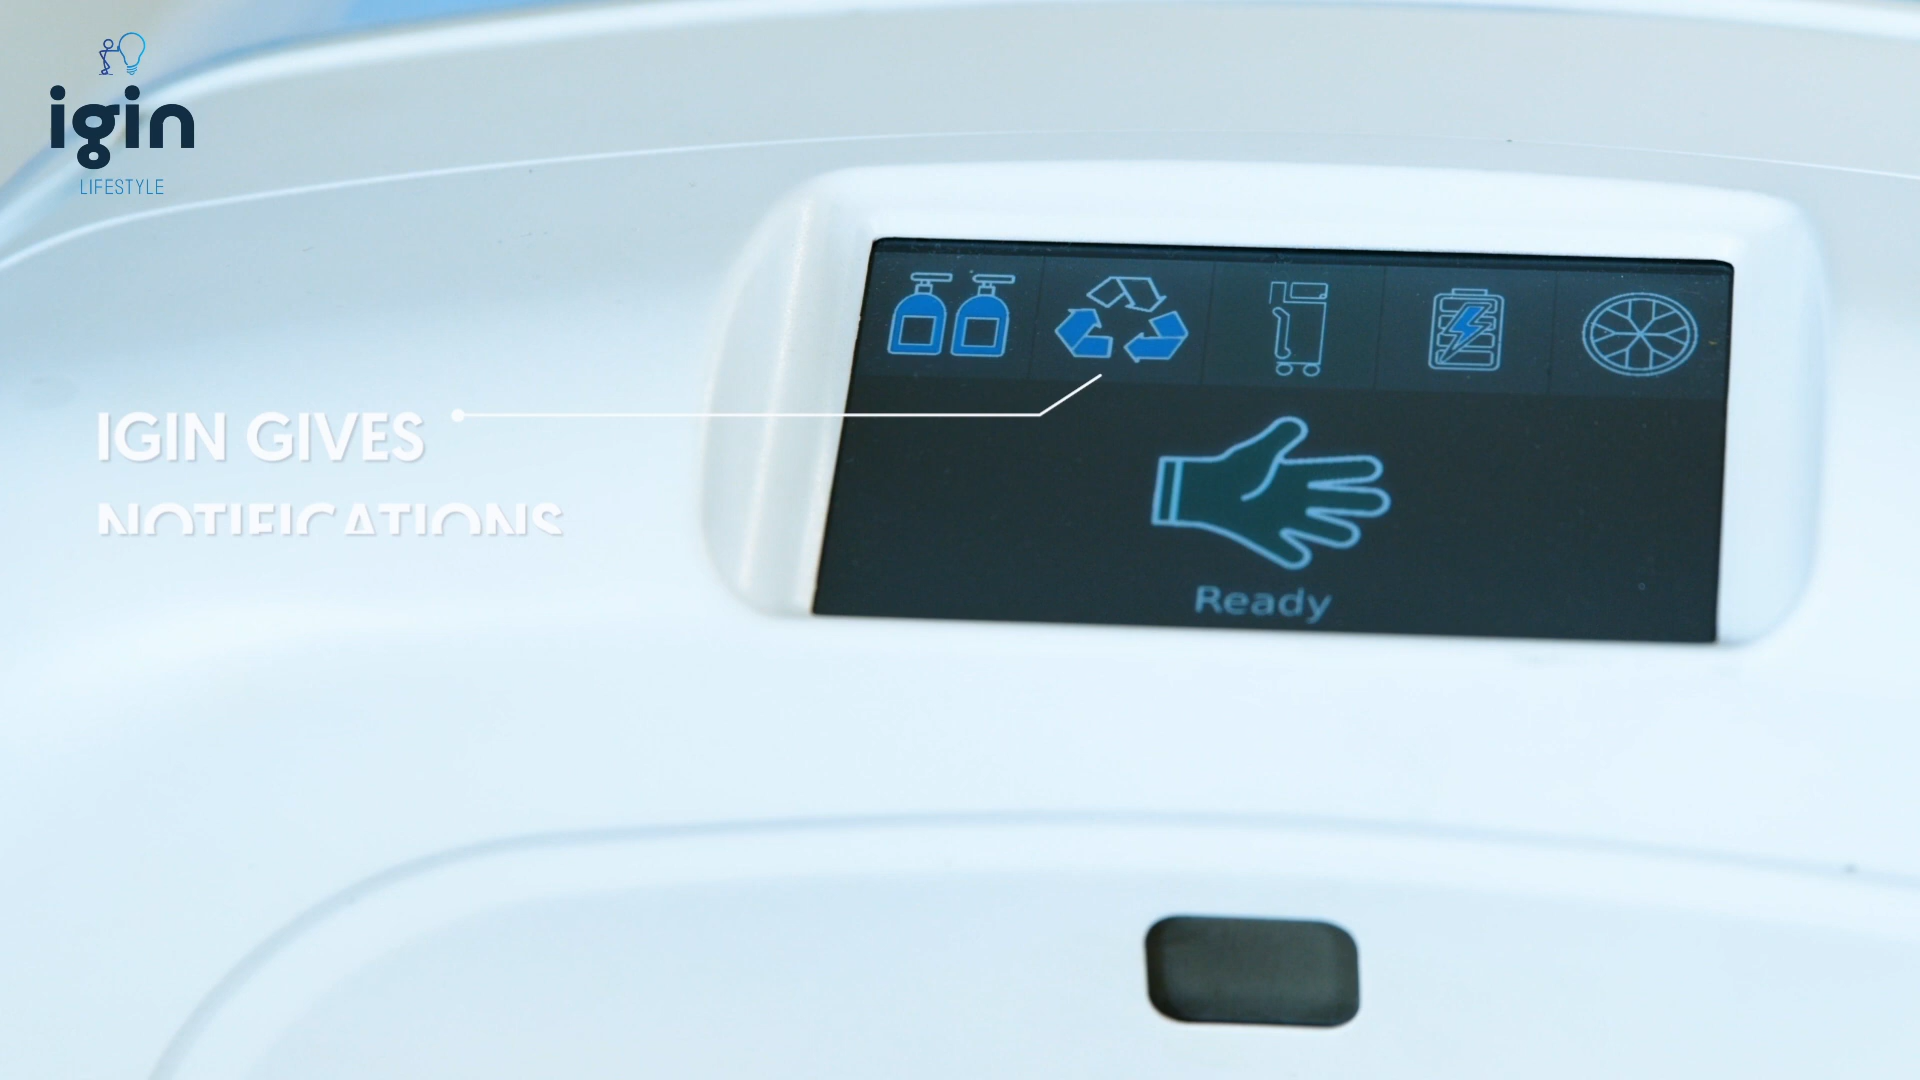 igin
LIFESTYLE
IGIN GIVES
NOTIFICATIONS
Ready